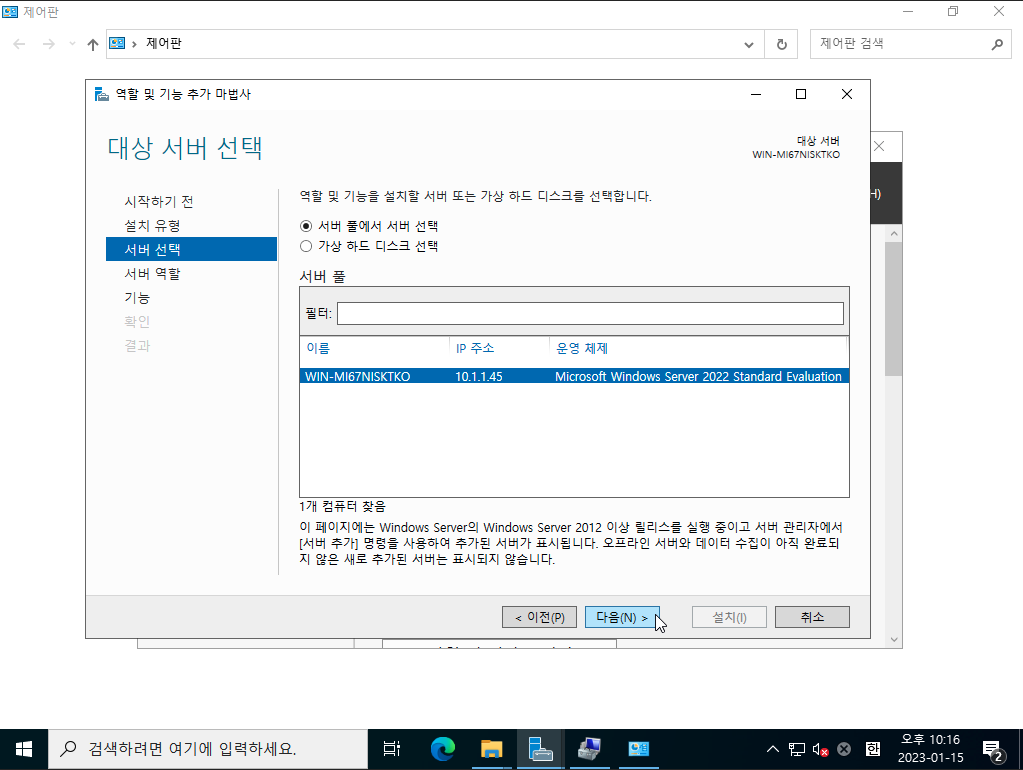 제어판
제어판
제어판 검색
역할 및 기능 추가 마법사
대상 서버 선택
대상 서버
WIN-MI67NISKTKO
H)
시작하기 전
설치 유형
서버 선택
서버 역할
기능
확인
결과
역할 및 기능을 설치할 서버 또는 가상 하드 디스크를 선택합니다.
서버 풀에서 서버 선택
가상 하드 디스크 선택
서버 풀
필터:
이름 IP 주소 운영 체제
WIN-MI67NISKTKO 10.1.1.45 Microsoft Windows Server 2022 Standard Evaluation
1개 컴퓨터 찾음
이 페이지에는 Windows Server의 Windows Server 2012 이상 릴리스를 실행 중이고 서버 관리자에서
[서버 추가] 명령을 사용하여 추가된 서버가 표시됩니다. 오프라인 서버와 데이터 수집이 아직 완료되
지 않은 새로 추가된 서버는 표시되지 않습니다.
< 이전(P) 다음(N) > 설치(I) 취소
검색하려면 여기에 입력하세요.
한
오후 10:16
2023-01-15
2